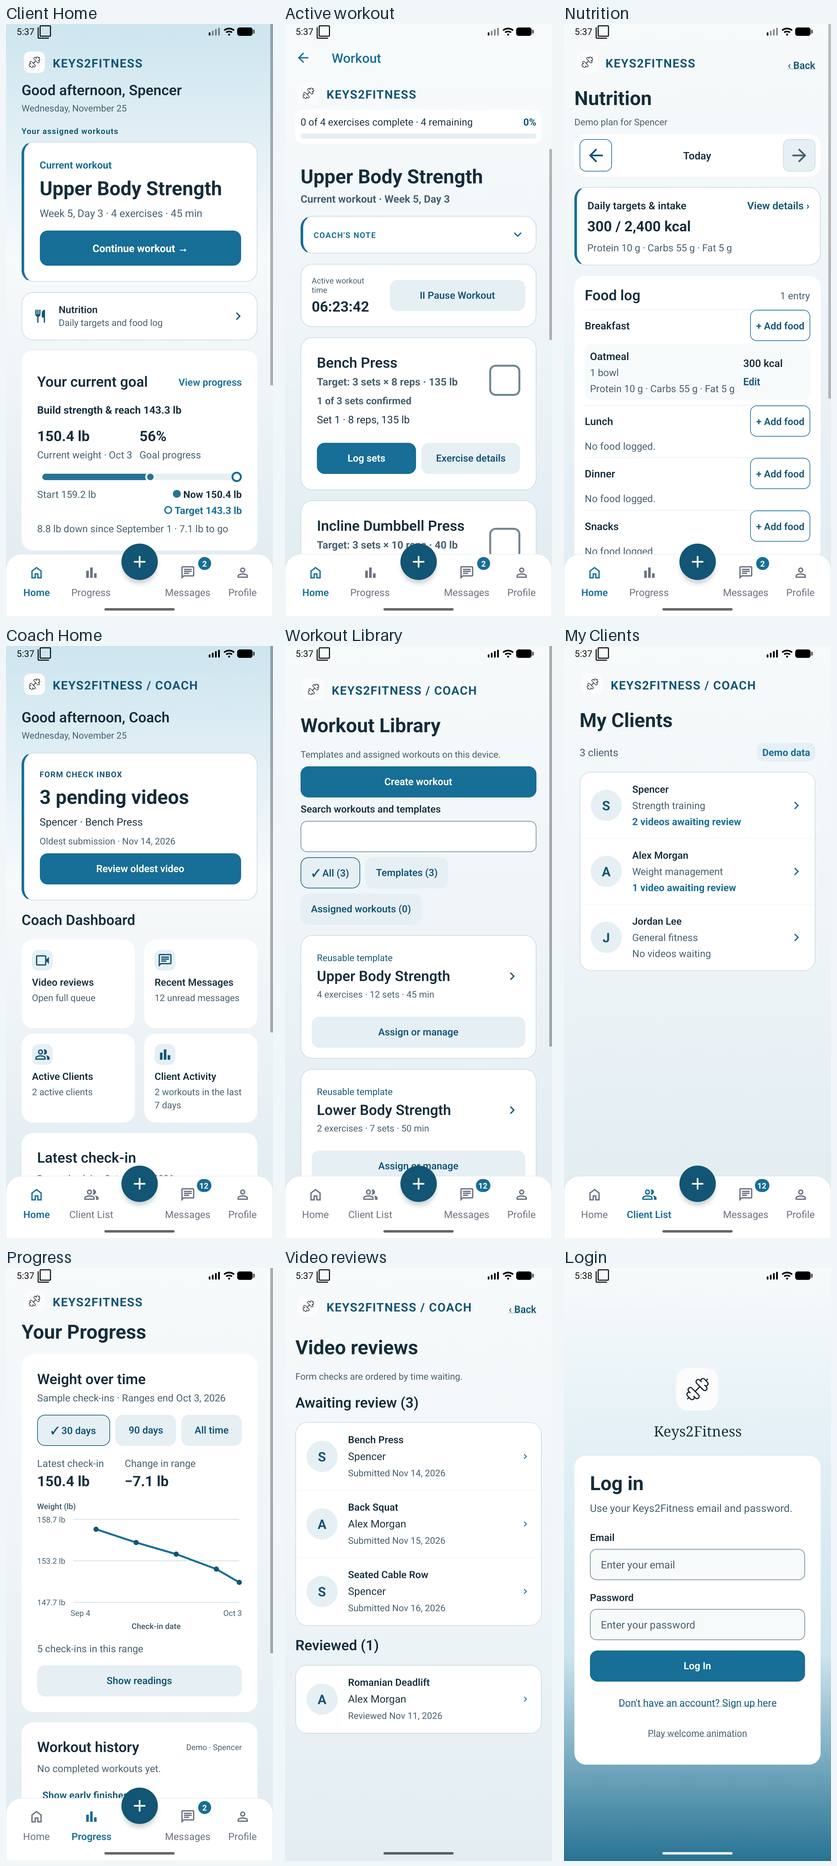 Client Home
5:37
KEYS2FITNESS
Good afternoon, Spencer
Wednesday, November 25
Your assigned workouts
Current workout
Upper Body Strength
Week 5, Day 3 · 4 exercises · 45 min
Continue workout →
Nutrition
Daily targets and food log
Your current goal
View progress
Build strength & reach 143.3 lb
150.4 lb
56%
Current weight · Oct 3
Goal progress
Start 159.2 lb
Now 150.4 lb
Target 143.3 lb
8.8 lb down since September 1 · 7.1 lb to go
+
2
Home
Progress
Messages
Profile
Active workout
5:37
← Workout
KEYS2FITNESS
0 of 4 exercises complete · 4 remaining
0%
Upper Body Strength
Current workout · Week 5, Day 3
COACH'S NOTE
Active workout time
06:23:42
II Pause Workout
Bench Press
Target: 3 sets × 8 reps · 135 lb
1 of 3 sets confirmed
Set 1 · 8 reps, 135 lb
Log sets
Exercise details
Incline Dumbbell Press
Target: 3 sets × 10 reps · 40 lb
+
2
Home
Progress
Messages
Profile
Nutrition
5:37
KEYS2FITNESS
‹ Back
Nutrition
Demo plan for Spencer
← Today →
Daily targets & intake
View details ›
300 / 2,400 kcal
Protein 10 g · Carbs 55 g · Fat 5 g
Food log
1 entry
Breakfast
+ Add food
Oatmeal
300 kcal
1 bowl
Edit
Protein 10 g · Carbs 55 g · Fat 5 g
Lunch
+ Add food
No food logged.
Dinner
+ Add food
No food logged.
Snacks
+ Add food
No food logged.
+
2
Home
Progress
Messages
Profile
Coach Home
5:37
KEYS2FITNESS / COACH
Good afternoon, Coach
Wednesday, November 25
FORM CHECK INBOX
3 pending videos
Spencer · Bench Press
Oldest submission · Nov 14, 2026
Review oldest video
Coach Dashboard
Video reviews
Open full queue
Recent Messages
12 unread messages
Active Clients
2 active clients
Client Activity
2 workouts in the last
7 days
Latest check-in
+
12
Home
Client List
Messages
Profile
Workout Library
5:37
KEYS2FITNESS / COACH
Workout Library
Templates and assigned workouts on this device.
Create workout
Search workouts and templates
✓ All (3)
Templates (3)
Assigned workouts (0)
Reusable template
Upper Body Strength
4 exercises · 12 sets · 45 min
Assign or manage
Reusable template
Lower Body Strength
2 exercises · 7 sets · 50 min
Assign or manage
+
12
Home
Client List
Messages
Profile
My Clients
5:37
KEYS2FITNESS / COACH
My Clients
3 clients
Demo data
S
Spencer
Strength training
2 videos awaiting review
A
Alex Morgan
Weight management
1 video awaiting review
J
Jordan Lee
General fitness
No videos waiting
+
12
Home
Client List
Messages
Profile
Progress
5:37
KEYS2FITNESS
Your Progress
Weight over time
Sample check-ins · Ranges end Oct 3, 2026
✓ 30 days
90 days
All time
Latest check-in
Change in range
150.4 lb
−7.1 lb
Weight (lb)
158.7 lb
153.2 lb
147.7 lb
Sep 4
Oct 3
Check-in date
5 check-ins in this range
Show readings
Workout history
Demo · Spencer
No completed workouts yet.
Show early finishes
+
2
Home
Progress
Messages
Profile
Video reviews
5:37
KEYS2FITNESS / COACH
‹ Back
Video reviews
Form checks are ordered by time waiting.
Awaiting review (3)
S
Bench Press
Spencer
Submitted Nov 14, 2026
A
Back Squat
Alex Morgan
Submitted Nov 15, 2026
S
Seated Cable Row
Spencer
Submitted Nov 16, 2026
Reviewed (1)
A
Romanian Deadlift
Alex Morgan
Reviewed Nov 11, 2026
Login
5:38
Keys2Fitness
Log in
Use your Keys2Fitness email and password.
Email
Enter your email
Password
Enter your password
Log In
Don't have an account? Sign up here
Play welcome animation